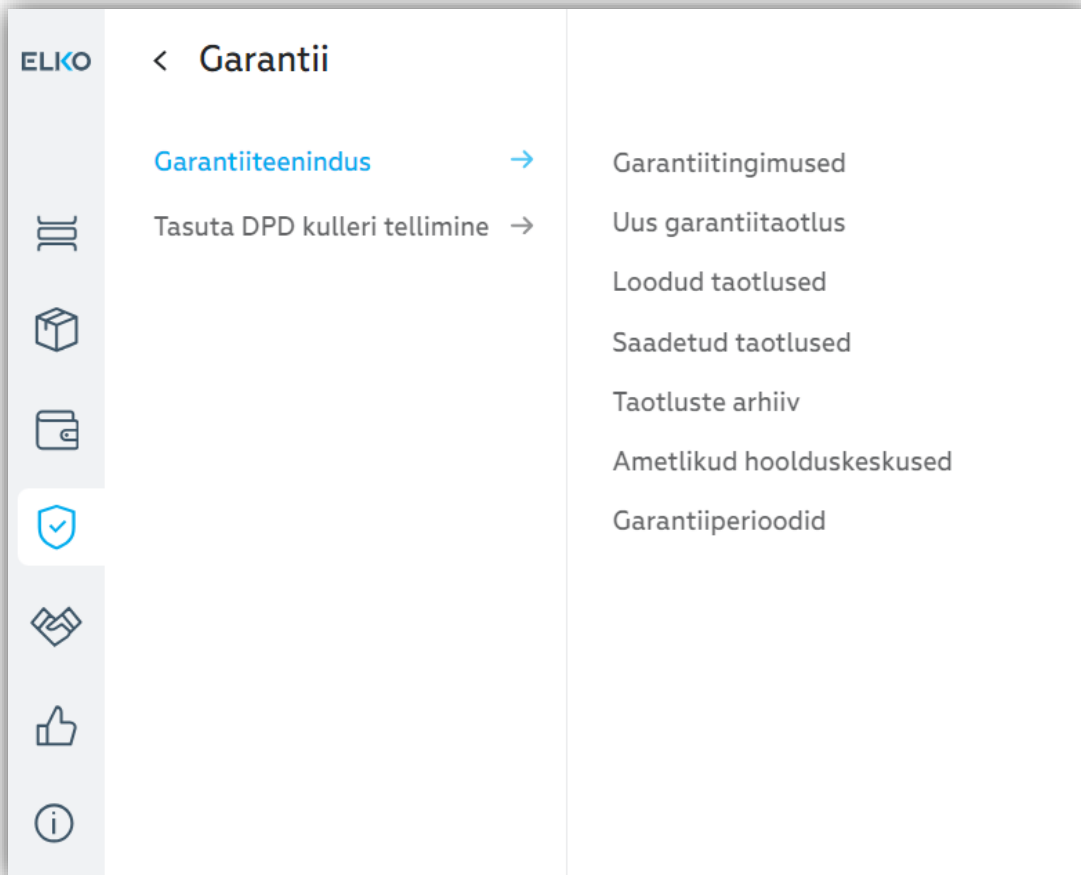 ELKO
Garantii
Garantiiteenindus
Tasuta DPD kulleri tellimine
Garantiitingimused
Uus garantiitaotlus
Loodud taotlused
Saadetud taotlused
Taotluste arhiiv
Ametlikud hoolduskeskused
Garantiiperioodid